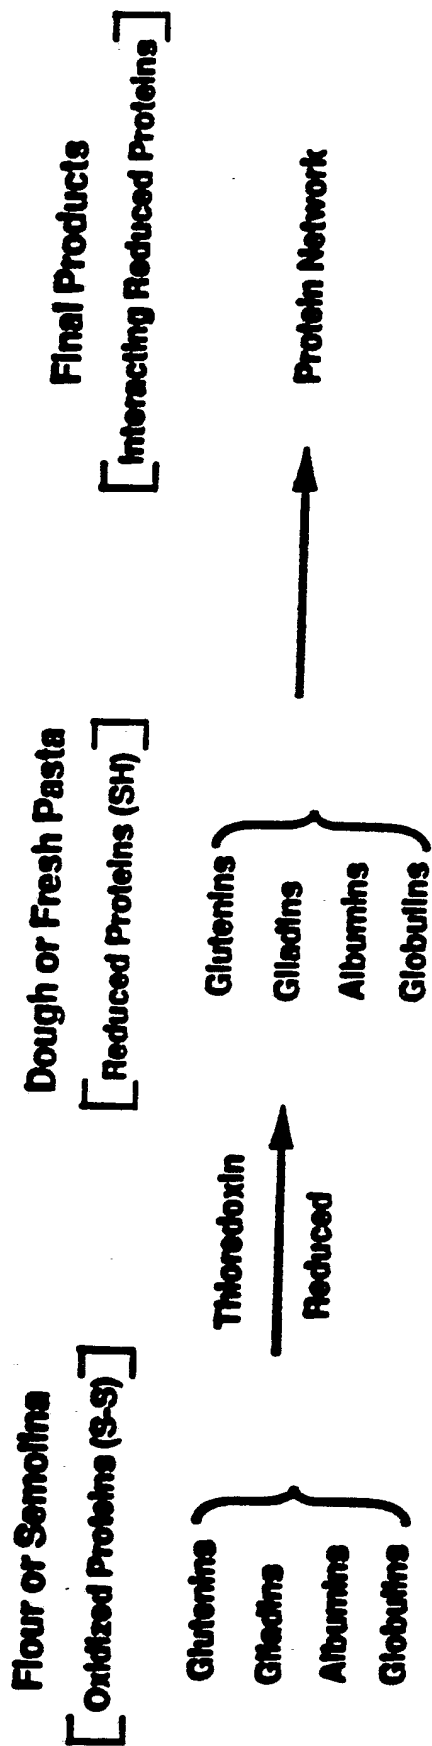 Flour or Semolina
[Oxidized Proteins (S-S)]
Glutenins
Gliadins
Albumins
Globulins
Thioredoxin
Reduced
Dough or Fresh Pasta
[Reduced Proteins (SH)]
Glutenins
Gliadins
Albumins
Globulins
Final Products
[Interacting Reduced Proteins]
Protein Network